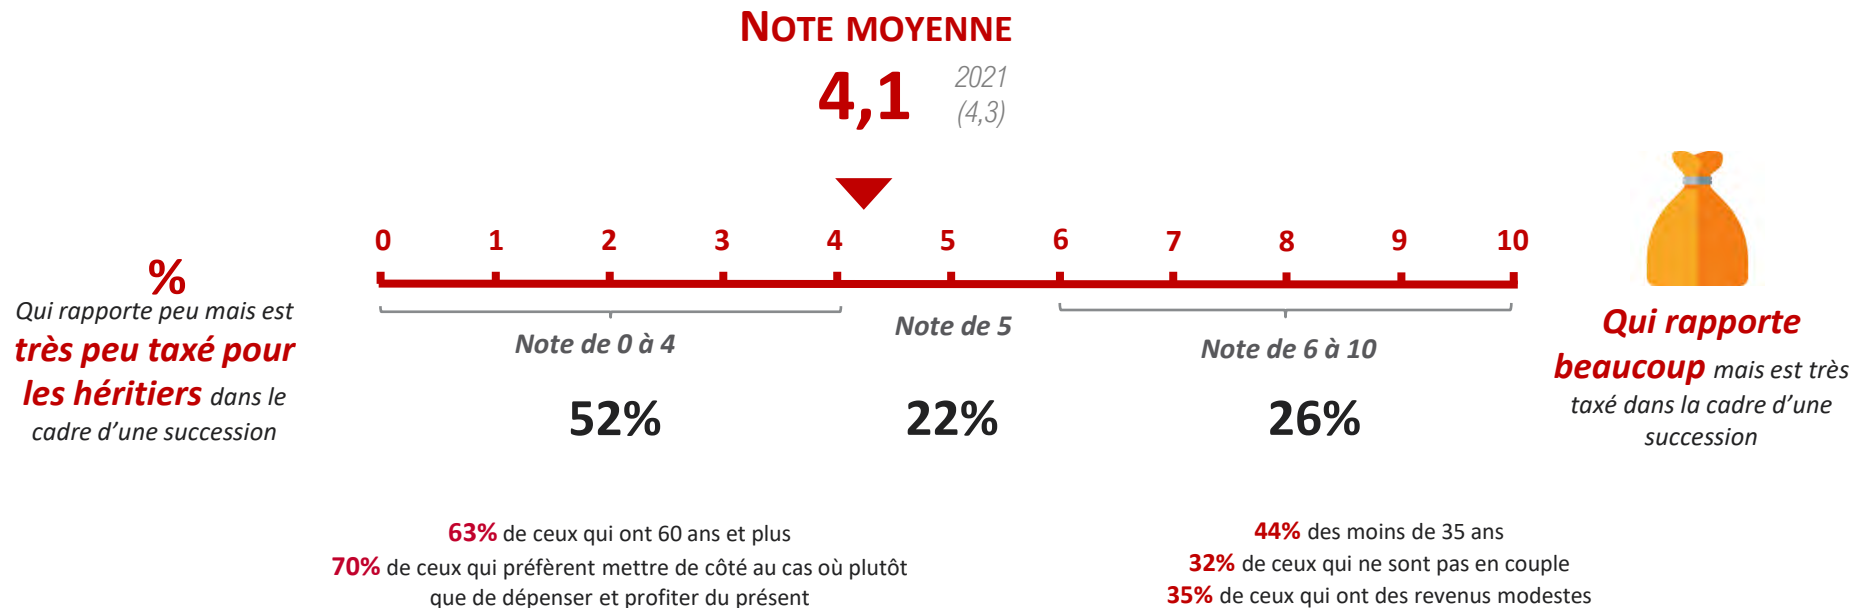 NOTE MOYENNE
4,1
2021
(4,3)
0 1 2 3 4 5 6 7 8 9 10
%
Qui rapporte peu mais est
très peu taxé pour
les héritiers dans le
cadre d'une succession
Note de 0 à 4
52%
Note de 5
22%
Note de 6 à 10
26%
Qui rapporte
beaucoup mais est très
taxé dans la cadre d'une
succession
63% de ceux qui ont 60 ans et plus
70% de ceux qui préfèrent mettre de côté au cas où plutôt
que de dépenser et profiter du présent
44% des moins de 35 ans
32% de ceux qui ne sont pas en couple
35% de ceux qui ont des revenus modestes